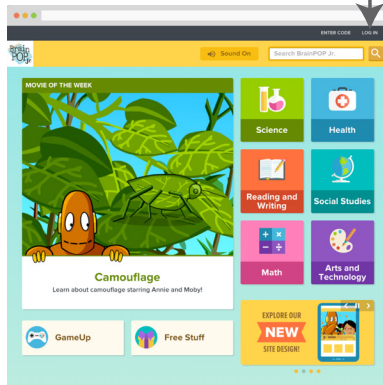 ENTER CODE LOG IN
Brain
POP Jr.
Sound On
Search BrainPOP Jr.
MOVIE OF THE WEEK
Science
Health
Reading and
Writing
Social Studies
Camouflage
Learn about camouflage starring Annie and Moby!
Math
Arts and
Technology
GameUp
Free Stuff
EXPLORE OUR
NEW
SITE DESIGN!